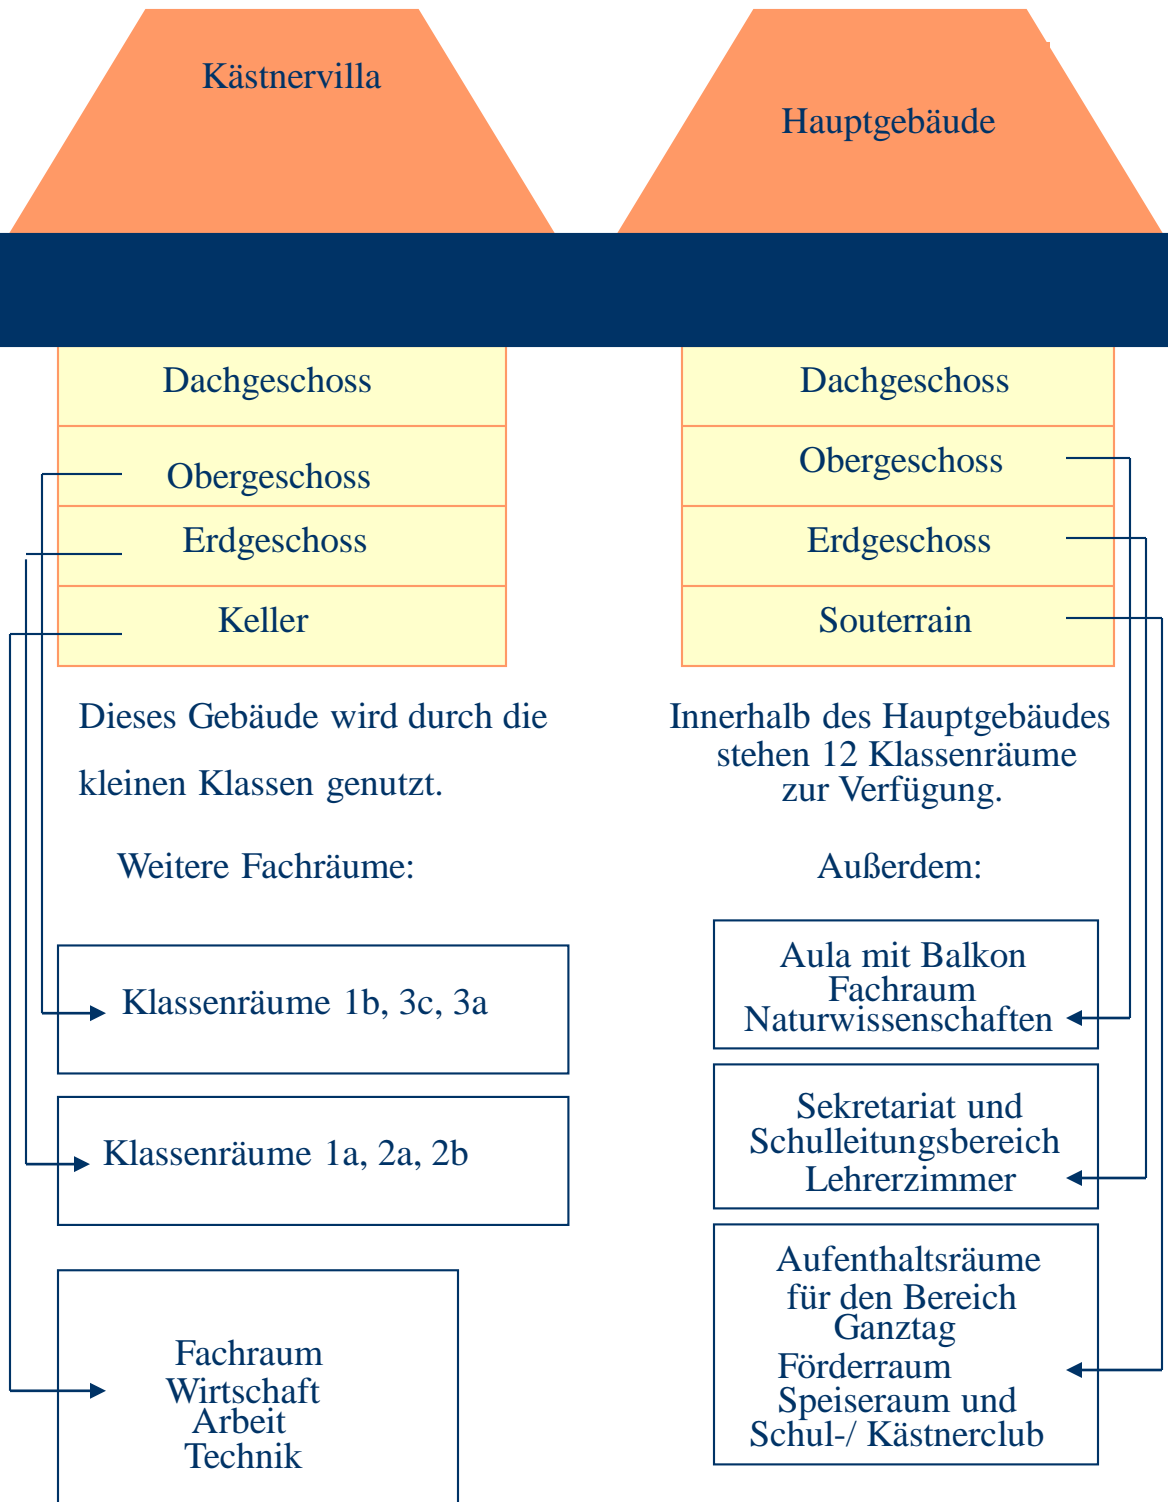 Kästnervilla
Dachgeschoss
Obergeschoss
Erdgeschoss
Keller
Dieses Gebäude wird durch die
kleinen Klassen genutzt.
Weitere Fachräume:
Klassenräume 1b, 3c, 3a
Klassenräume 1a, 2a, 2b
Fachraum
Wirtschaft
Arbeit
Technik
Hauptgebäude
Dachgeschoss
Obergeschoss
Erdgeschoss
Souterrain
Innerhalb des Hauptgebäudes
stehen 12 Klassenräume
zur Verfügung.
Außerdem:
Aula mit Balkon
Fachraum
Naturwissenschaften
Sekretariat und
Schulleitungsbereich
Lehrerzimmer
Aufenthaltsräume
für den Bereich
Ganztag
Förderraum
Speiseraum und
Schul-/ Kästnerclub